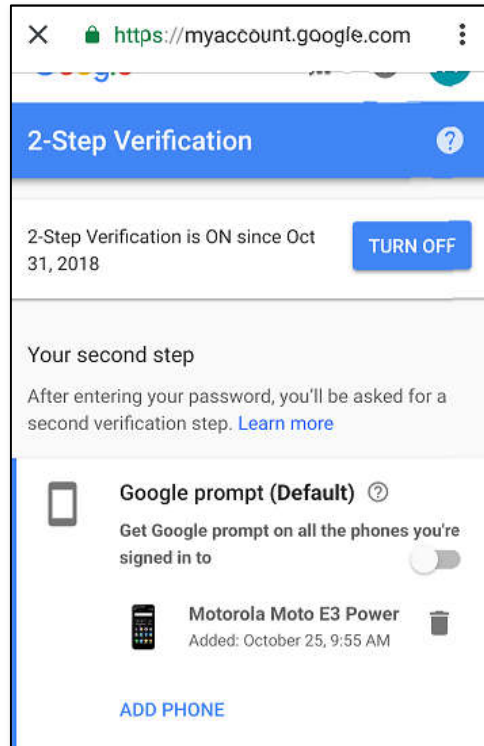 https://myaccount.google.com
2-Step Verification
2-Step Verification is ON since Oct
31, 2018
TURN OFF
Your second step
After entering your password, you'll be asked for a
second verification step. Learn more
Google prompt (Default)
Get Google prompt on all the phones you're
signed in to
Motorola Moto E3 Power
Added: October 25, 9:55 AM
ADD PHONE